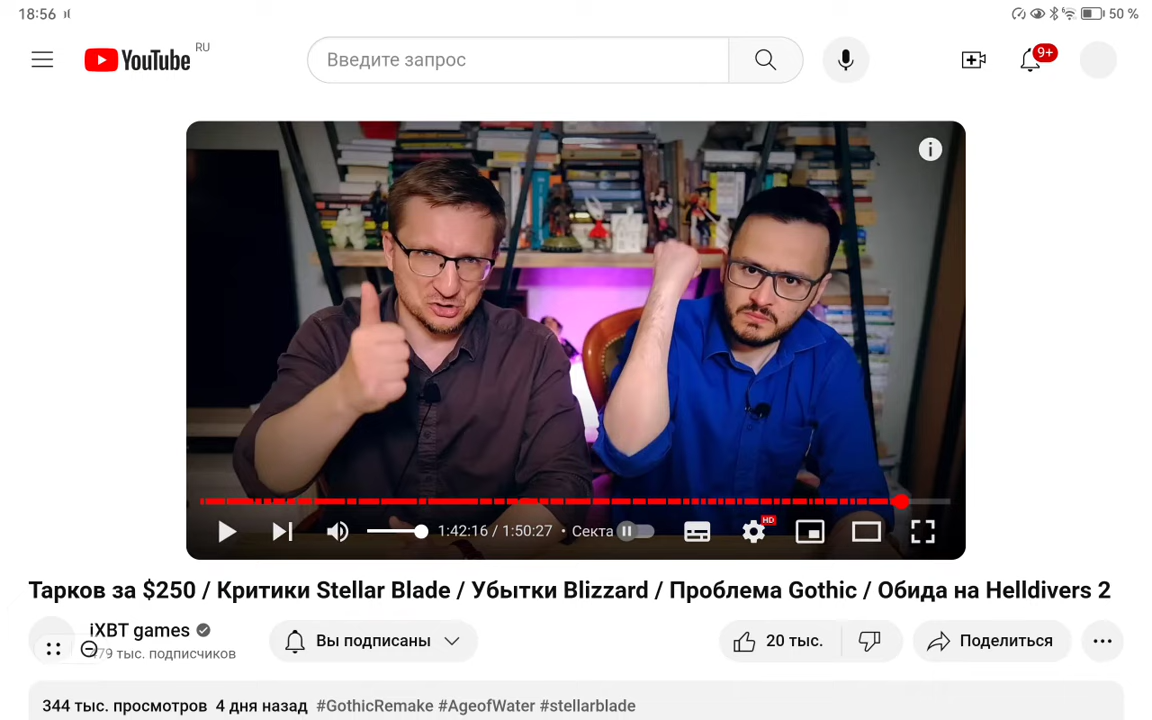 18:56
50 %
YouTube RU
Введите запрос
9+
1:42:16 / 1:50:27 • Секта
HD
Тарков за $250 / Критики Stellar Blade / Убытки Blizzard / Проблема Gothic / Обида на Helldivers 2
iXBT games
79 тыс. подписчиков
Вы подписаны
20 тыс.
Поделиться
344 тыс. просмотров 4 дня назад #GothicRemake #AgeofWater #stellarblade